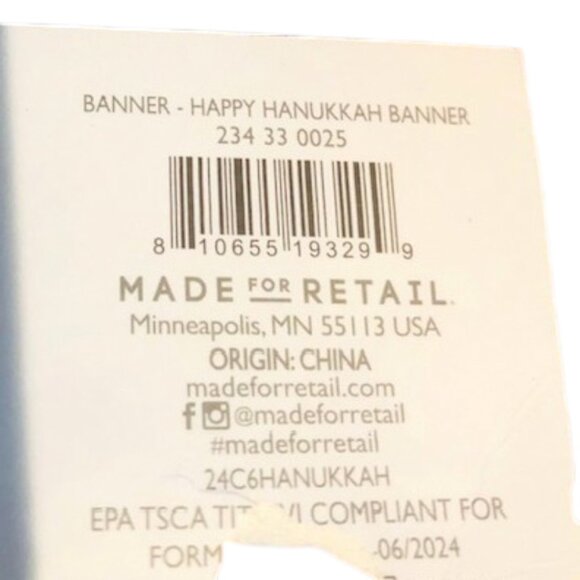 BANNER - HAPPY HANUKKAH BANNER
234 33 0025
8 10655 19329 9
MADE FOR RETAIL.
Minneapolis, MN 55113 USA
ORIGIN: CHINA
madeforretail.com
@madeforretail
#madeforretail
24C6HANUKKAH
EPA TSCA COMPLIANT FOR
-06/2024